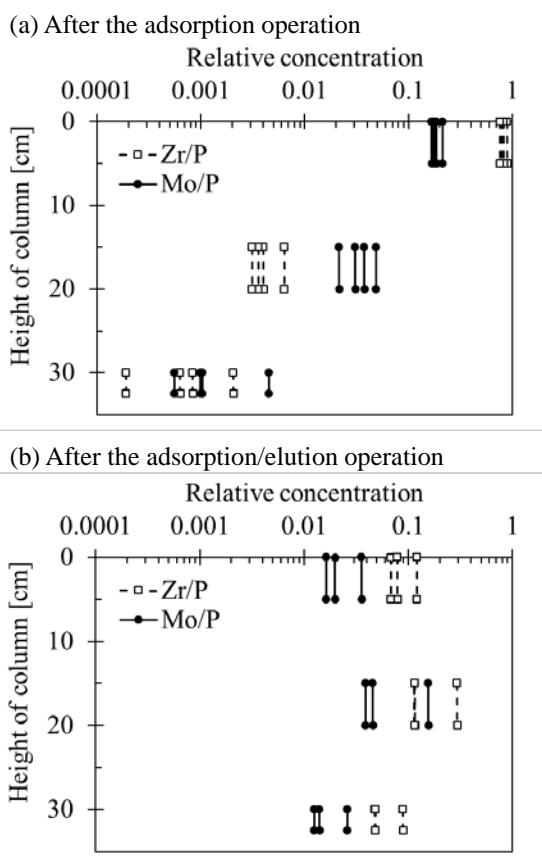 (a) After the adsorption operation
Relative concentration
0.0001 0.001 0.01 0.1 1
0
10
20
30
Height of column [cm]
Zr/P
Mo/P
(b) After the adsorption/elution operation
Relative concentration
0.0001 0.001 0.01 0.1 1
0
10
20
30
Height of column [cm]
Zr/P
Mo/P